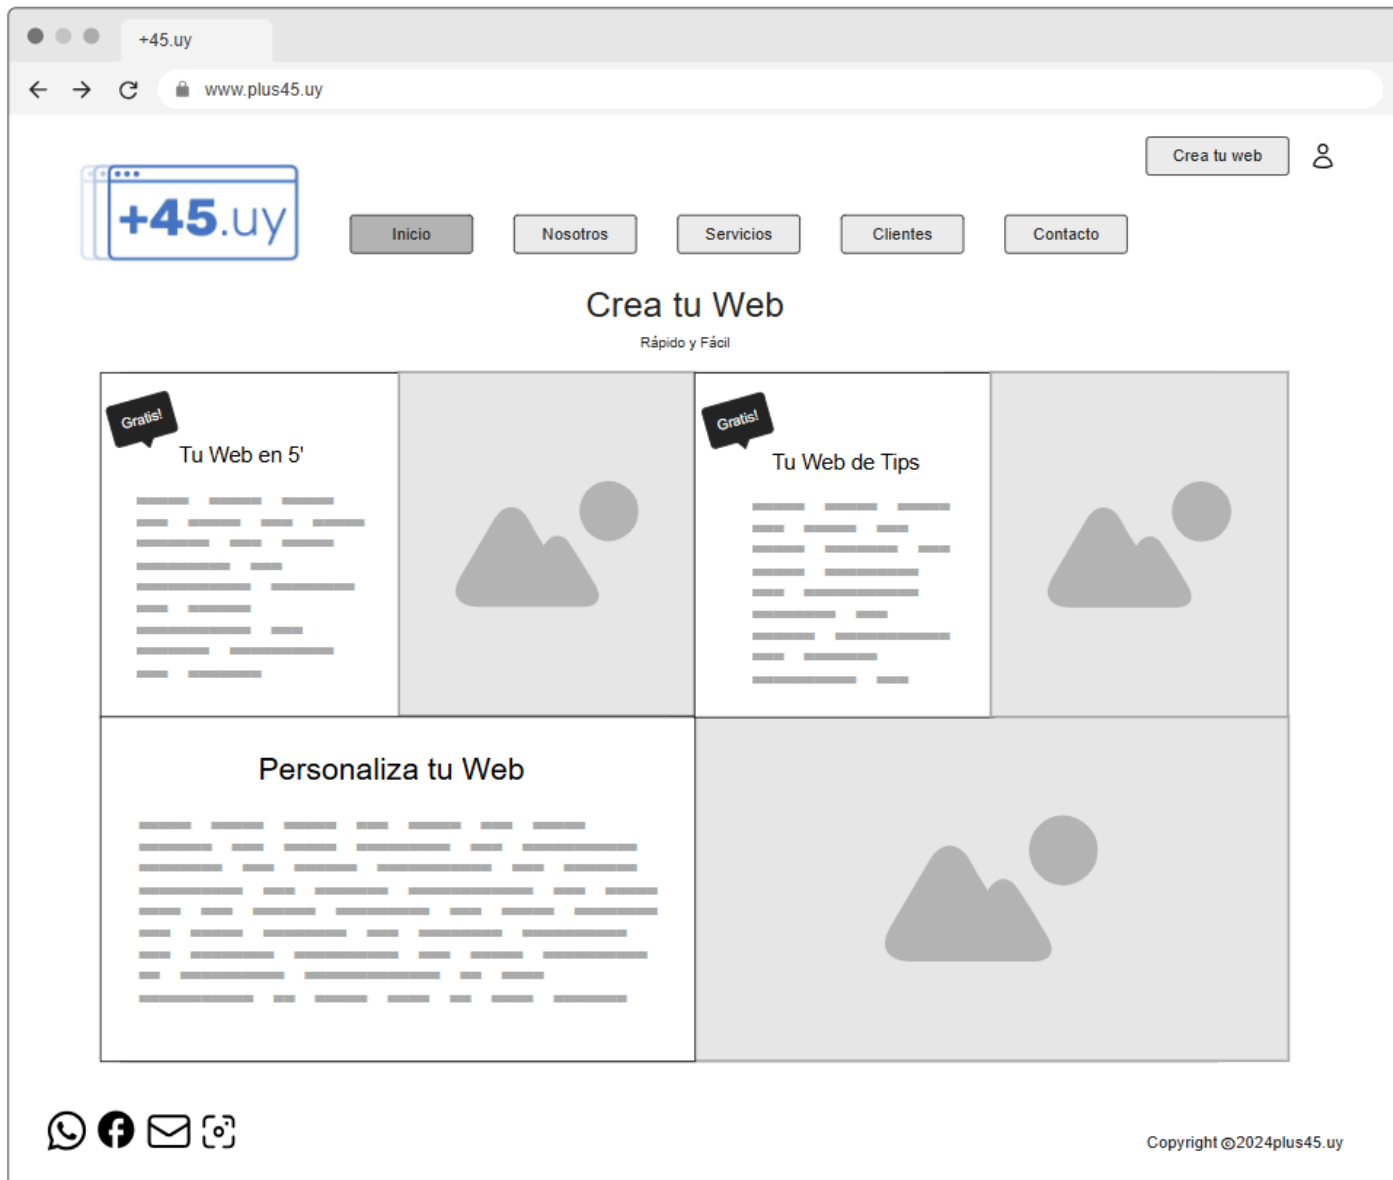 +45.uy
www.plus45.uy
Crea tu web
+45.uy
Inicio
Nosotros
Servicios
Clientes
Contacto
Crea tu Web
Rápido y Fácil
Gratis!
Tu Web en 5'
Gratis!
Tu Web de Tips
Personaliza tu Web
Copyright ©2024plus45.uy